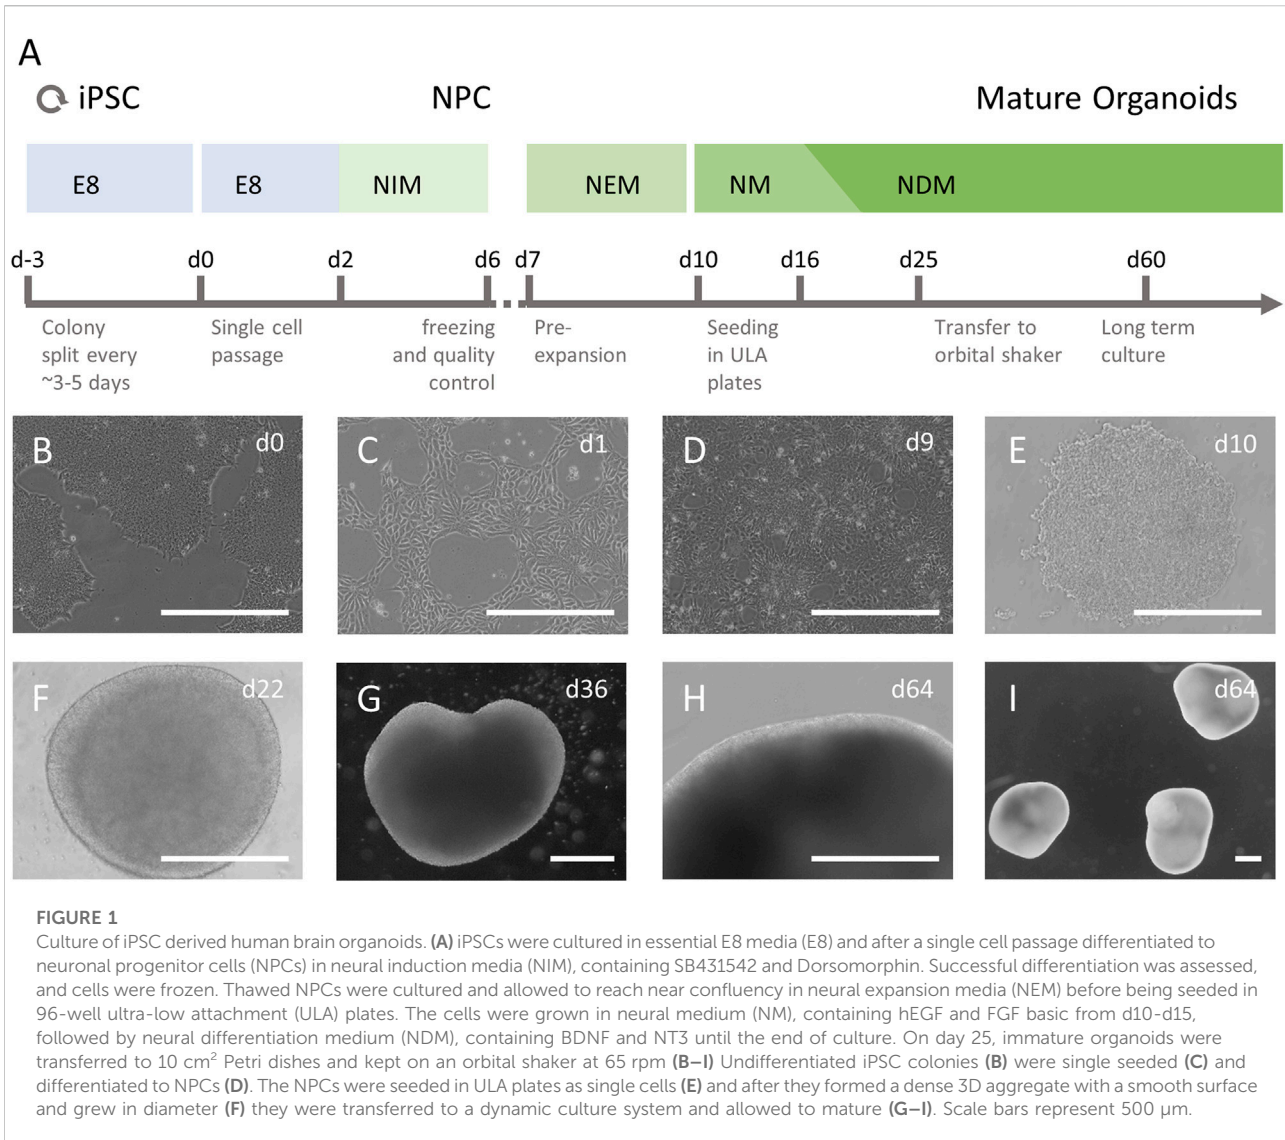 A
iPSC NPC Mature Organoids
E8 E8 NIM NEM NM NDM
d-3 d0 d2 d6 d7 d10 d16 d25 d60
Colony split every ~3-5 days
Single cell passage
freezing and quality control
Pre-expansion
Seeding in ULA plates
Transfer to orbital shaker
Long term culture
B d0
C d1
D d9
E d10
F d22
G d36
H d64
I d64
FIGURE 1
Culture of iPSC derived human brain organoids. (A) iPSCs were cultured in essential E8 media (E8) and after a single cell passage differentiated to
neuronal progenitor cells (NPCs) in neural induction media (NIM), containing SB431542 and Dorsomorphin. Successful differentiation was assessed,
and cells were frozen. Thawed NPCs were cultured and allowed to reach near confluency in neural expansion media (NEM) before being seeded in
96-well ultra-low attachment (ULA) plates. The cells were grown in neural medium (NM), containing hEGF and FGF basic from d10-d15,
followed by neural differentiation medium (NDM), containing BDNF and NT3 until the end of culture. On day 25, immature organoids were
transferred to 10 cm² Petri dishes and kept on an orbital shaker at 65 rpm (B–I) Undifferentiated iPSC colonies (B) were single seeded (C) and
differentiated to NPCs (D). The NPCs were seeded in ULA plates as single cells (E) and after they formed a dense 3D aggregate with a smooth surface
and grew in diameter (F) they were transferred to a dynamic culture system and allowed to mature (G–I). Scale bars represent 500 µm.